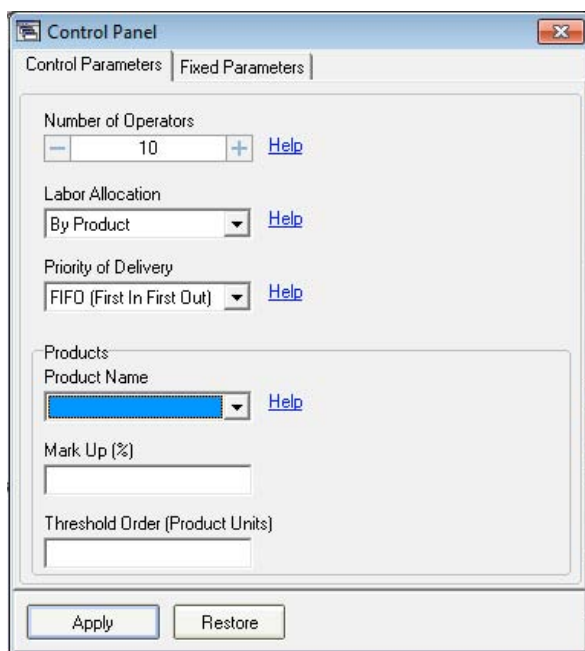 Control Panel
Control Parameters
Fixed Parameters
Number of Operators
10
Help
Labor Allocation
By Product
Help
Priority of Delivery
FIFO (First In First Out)
Help
Products
Product Name
Help
Mark Up (%)
Threshold Order (Product Units)
Apply
Restore